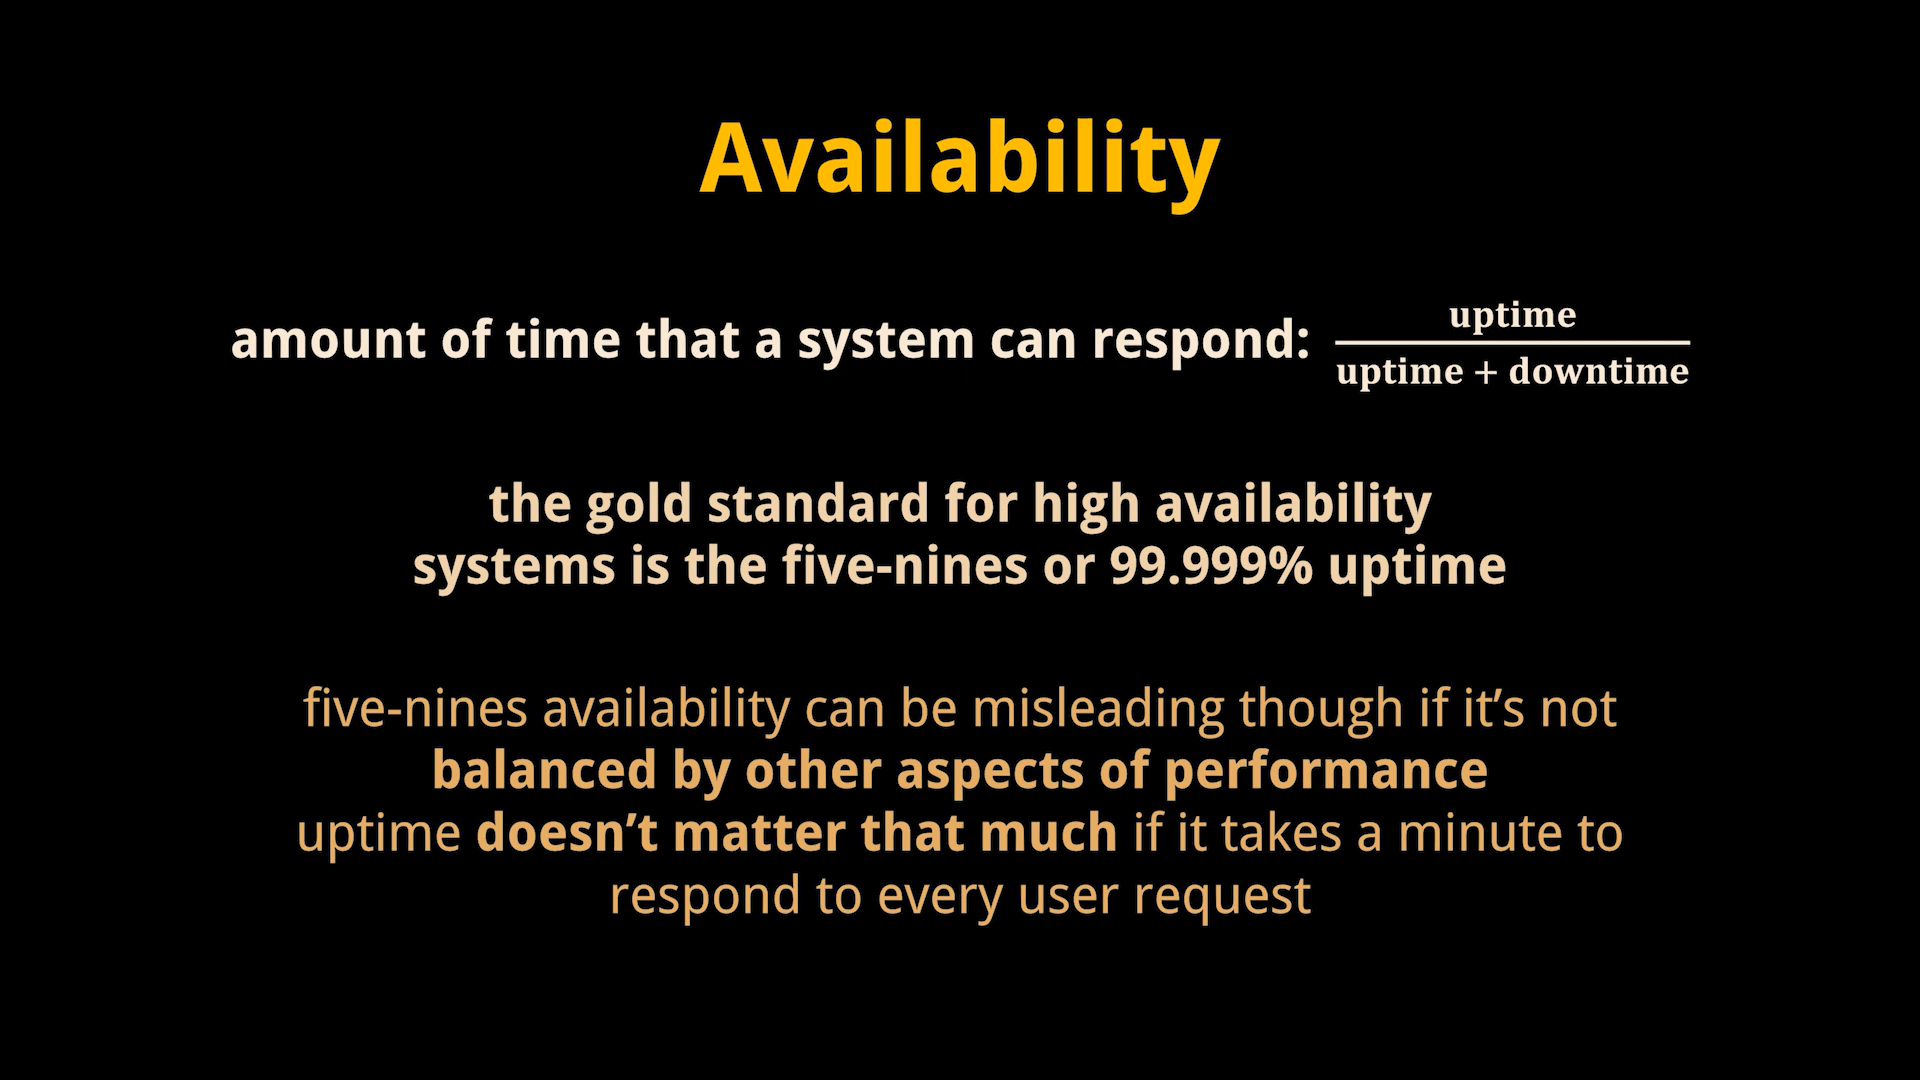 Availability
amount of time that a system can respond: uptime / uptime + downtime
the gold standard for high availability
systems is the five-nines or 99.999% uptime
five-nines availability can be misleading though if it’s not
balanced by other aspects of performance
uptime doesn’t matter that much if it takes a minute to
respond to every user request